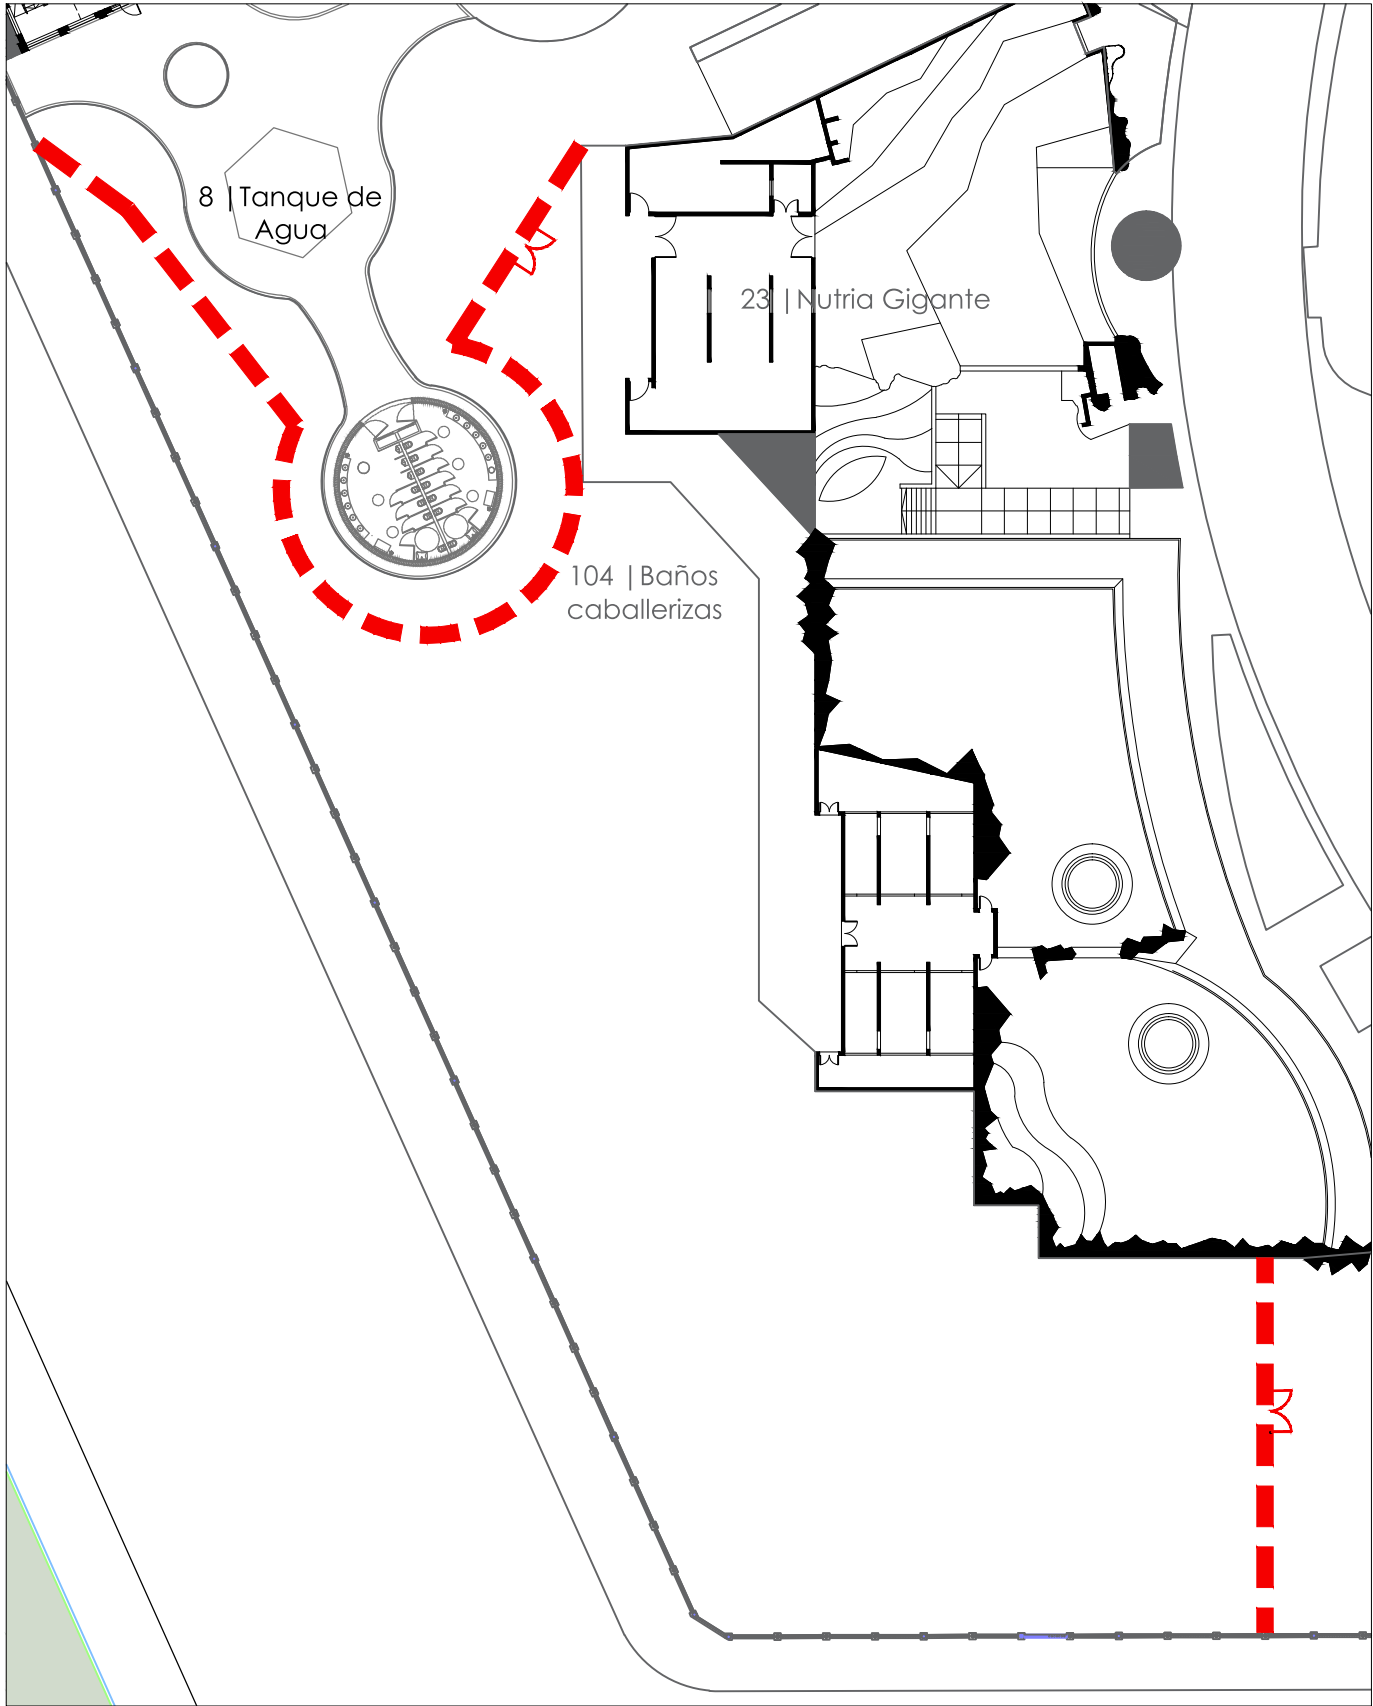 8 | Tanque de
Agua
23 | Nutria Gigante
104 | Baños
caballerizas